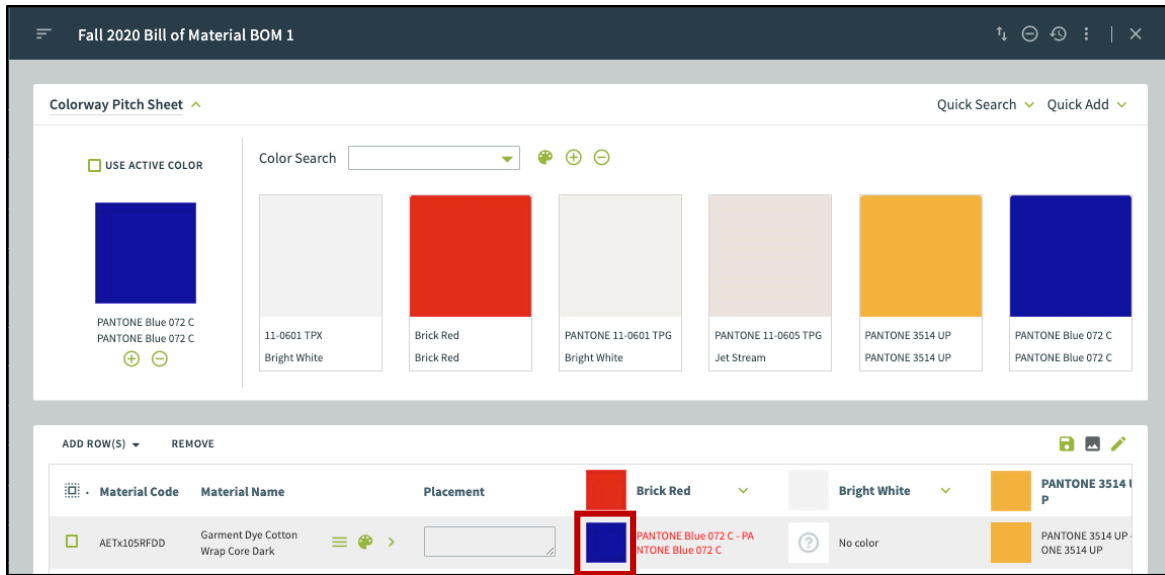 Fall 2020 Bill of Material BOM 1
Colorway Pitch Sheet
Quick Search
Quick Add
USE ACTIVE COLOR
Color Search
PANTONE Blue 072 C
PANTONE Blue 072 C
11-0601 TPX
Bright White
Brick Red
Brick Red
PANTONE 11-0601 TPG
Bright White
PANTONE 11-0605 TPG
Jet Stream
PANTONE 3514 UP
PANTONE 3514 UP
PANTONE Blue 072 C
PANTONE Blue 072 C
ADD ROW(S)
REMOVE
Material Code
Material Name
Placement
Brick Red
Bright White
PANTONE 3514 U
P
AETx105RFDD
Garment Dye Cotton
Wrap Core Dark
PANTONE Blue 072 C - PA
NTONE Blue 072 C
?
No color
PANTONE 3514 UP -
ONE 3514 UP